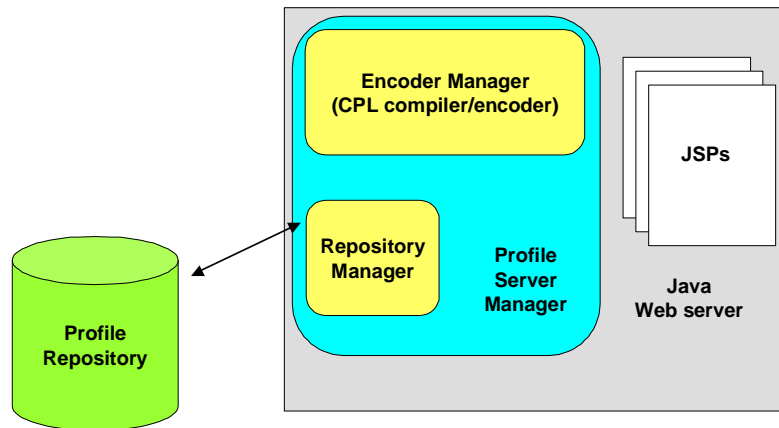 Encoder Manager
(CPL compiler/encoder)
JSPs
Repository
Manager
Profile
Server
Manager
Java
Web server
Profile
Repository